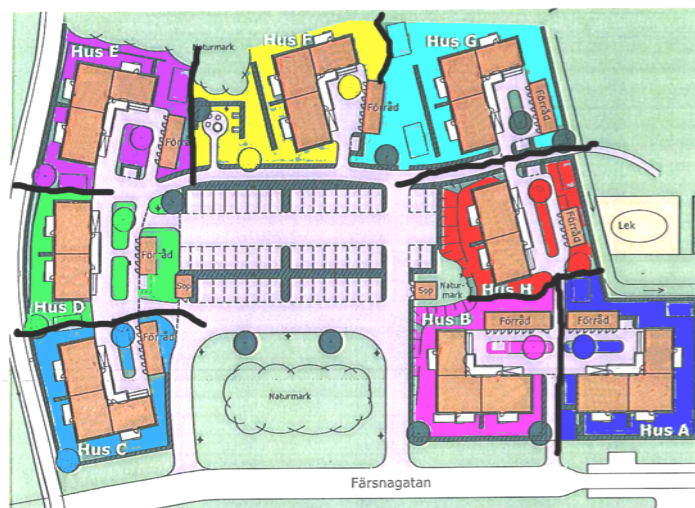 Hus E
Naturmark
Hus F
Hus G
Förråd
Förråd
Förråd
Förråd
Lek
Förråd
Hus D
Sop
Sop
Hus H
Natur-
mark
Hus B
Förråd
Förråd
Förråd
Naturmark
Hus C
Hus A
Färsnagatan